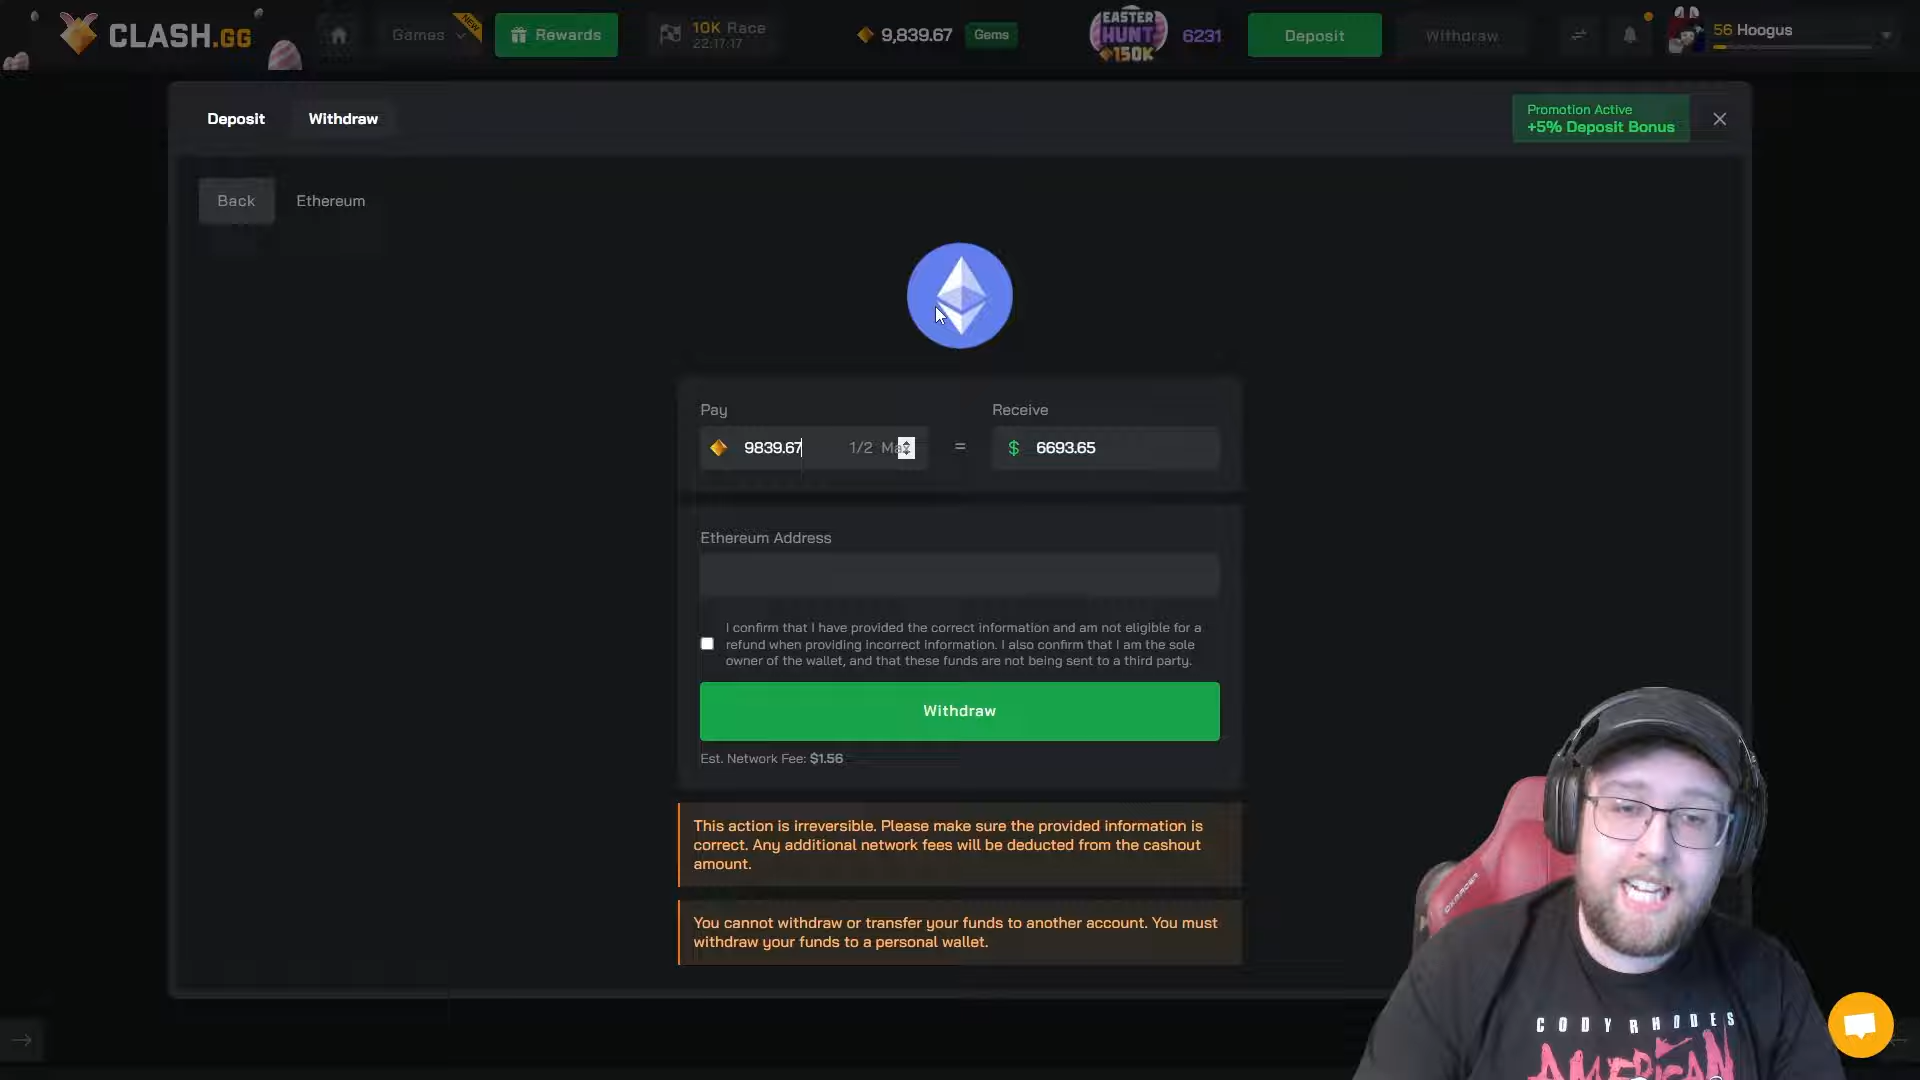 CLASH.GG
Games
NEW
Rewards
10K Race
22:17:17
9,839.67
Gems
EASTER
HUNT
150K
6231
Deposit
Withdraw
56 Hoogus
Deposit
Withdraw
Promotion Active
+5% Deposit Bonus
Back
Ethereum
Pay
Receive
9839.67
1/2
=
$
6693.65
Ethereum Address
I confirm that I have provided the correct information and am not eligible for a
refund when providing incorrect information. I also confirm that I am the sole
owner of the wallet, and that these funds are not being sent to a third party.
Withdraw
Est. Network Fee: $1.56
This action is irreversible. Please make sure the provided information is
correct. Any additional network fees will be deducted from the cashout
amount.
You cannot withdraw or transfer your funds to another account. You must
withdraw your funds to a personal wallet.
DXRACER
CODY RHODES
AMERICAN